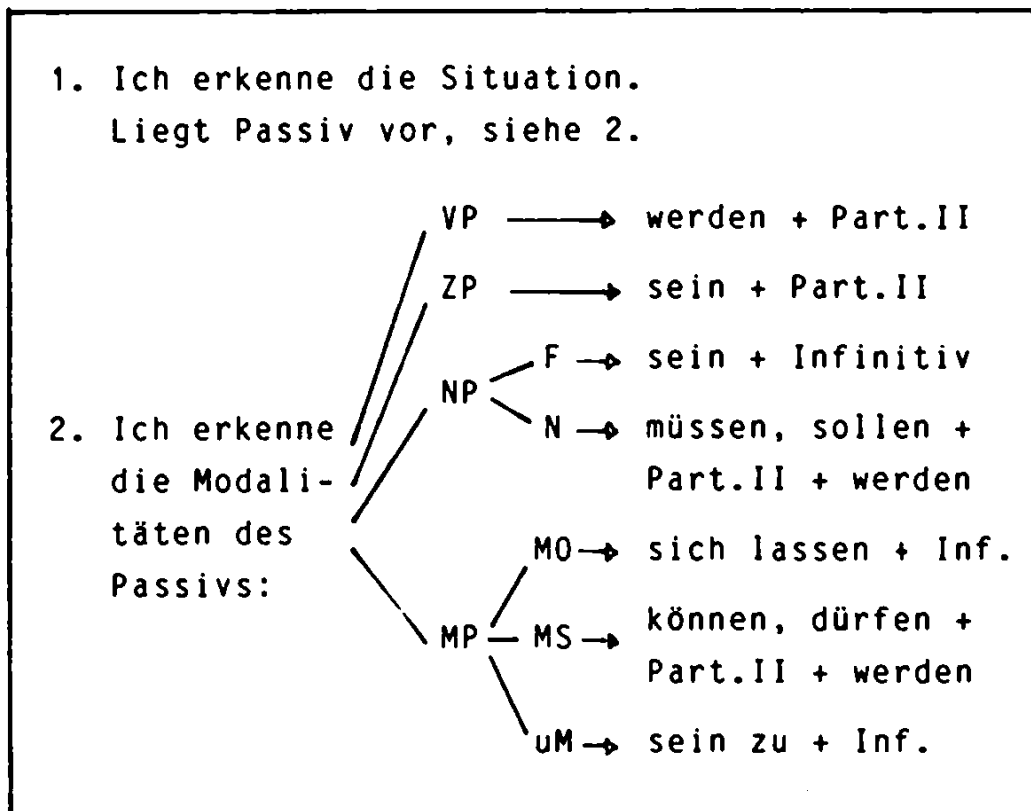 1. Ich erkenne die Situation.
Liegt Passiv vor, siehe 2.
VP → werden + Part.II
ZP → sein + Part.II
NP
F → sein + Infinitiv
N → müssen, sollen +
Part.II + werden
2. Ich erkenne
die Modali-
täten des
Passivs:
MP
MO → sich lassen + Inf.
MS → können, dürfen +
Part.II + werden
uM → sein zu + Inf.